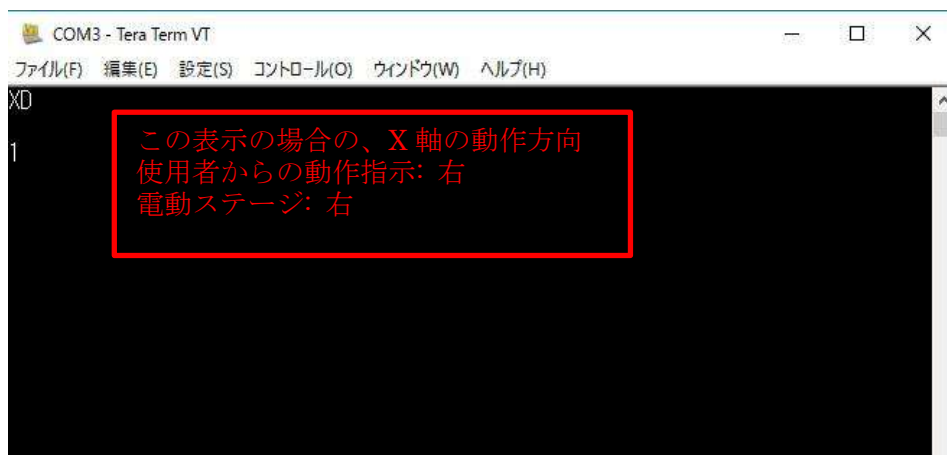 COM3 - Tera Term VT
ファイル(F) 編集(E) 設定(S) コントロール(O) ウィンドウ(W) ヘルプ(H)
XD
1
この表示の場合の、X 軸の動作方向
使用者からの動作指示: 右
電動ステージ: 右